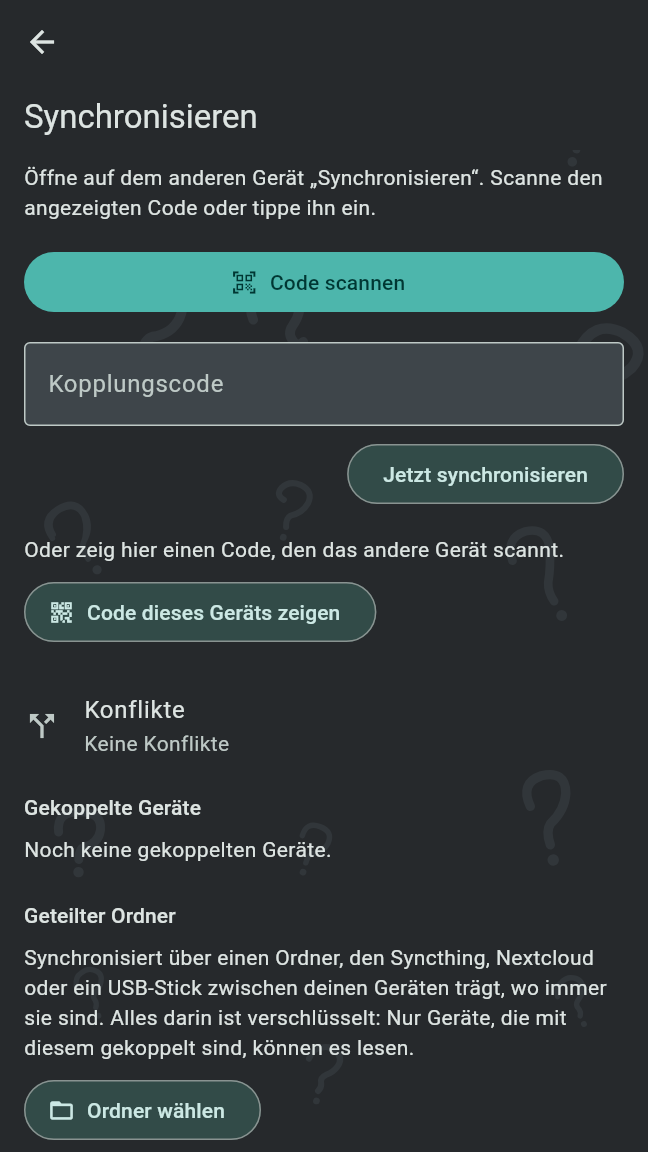 Synchronisieren
Öffne auf dem anderen Gerät „Synchronisieren“. Scanne den
angezeigten Code oder tippe ihn ein.
Code scannen
Kopplungscode
Jetzt synchronisieren
Oder zeig hier einen Code, den das andere Gerät scannt.
Code dieses Geräts zeigen
Konflikte
Keine Konflikte
Gekoppelte Geräte
Noch keine gekoppelten Geräte.
Geteilter Ordner
Synchronisiert über einen Ordner, den Syncthing, Nextcloud
oder ein USB-Stick zwischen deinen Geräten trägt, wo immer
sie sind. Alles darin ist verschlüsselt: Nur Geräte, die mit
diesem gekoppelt sind, können es lesen.
Ordner wählen